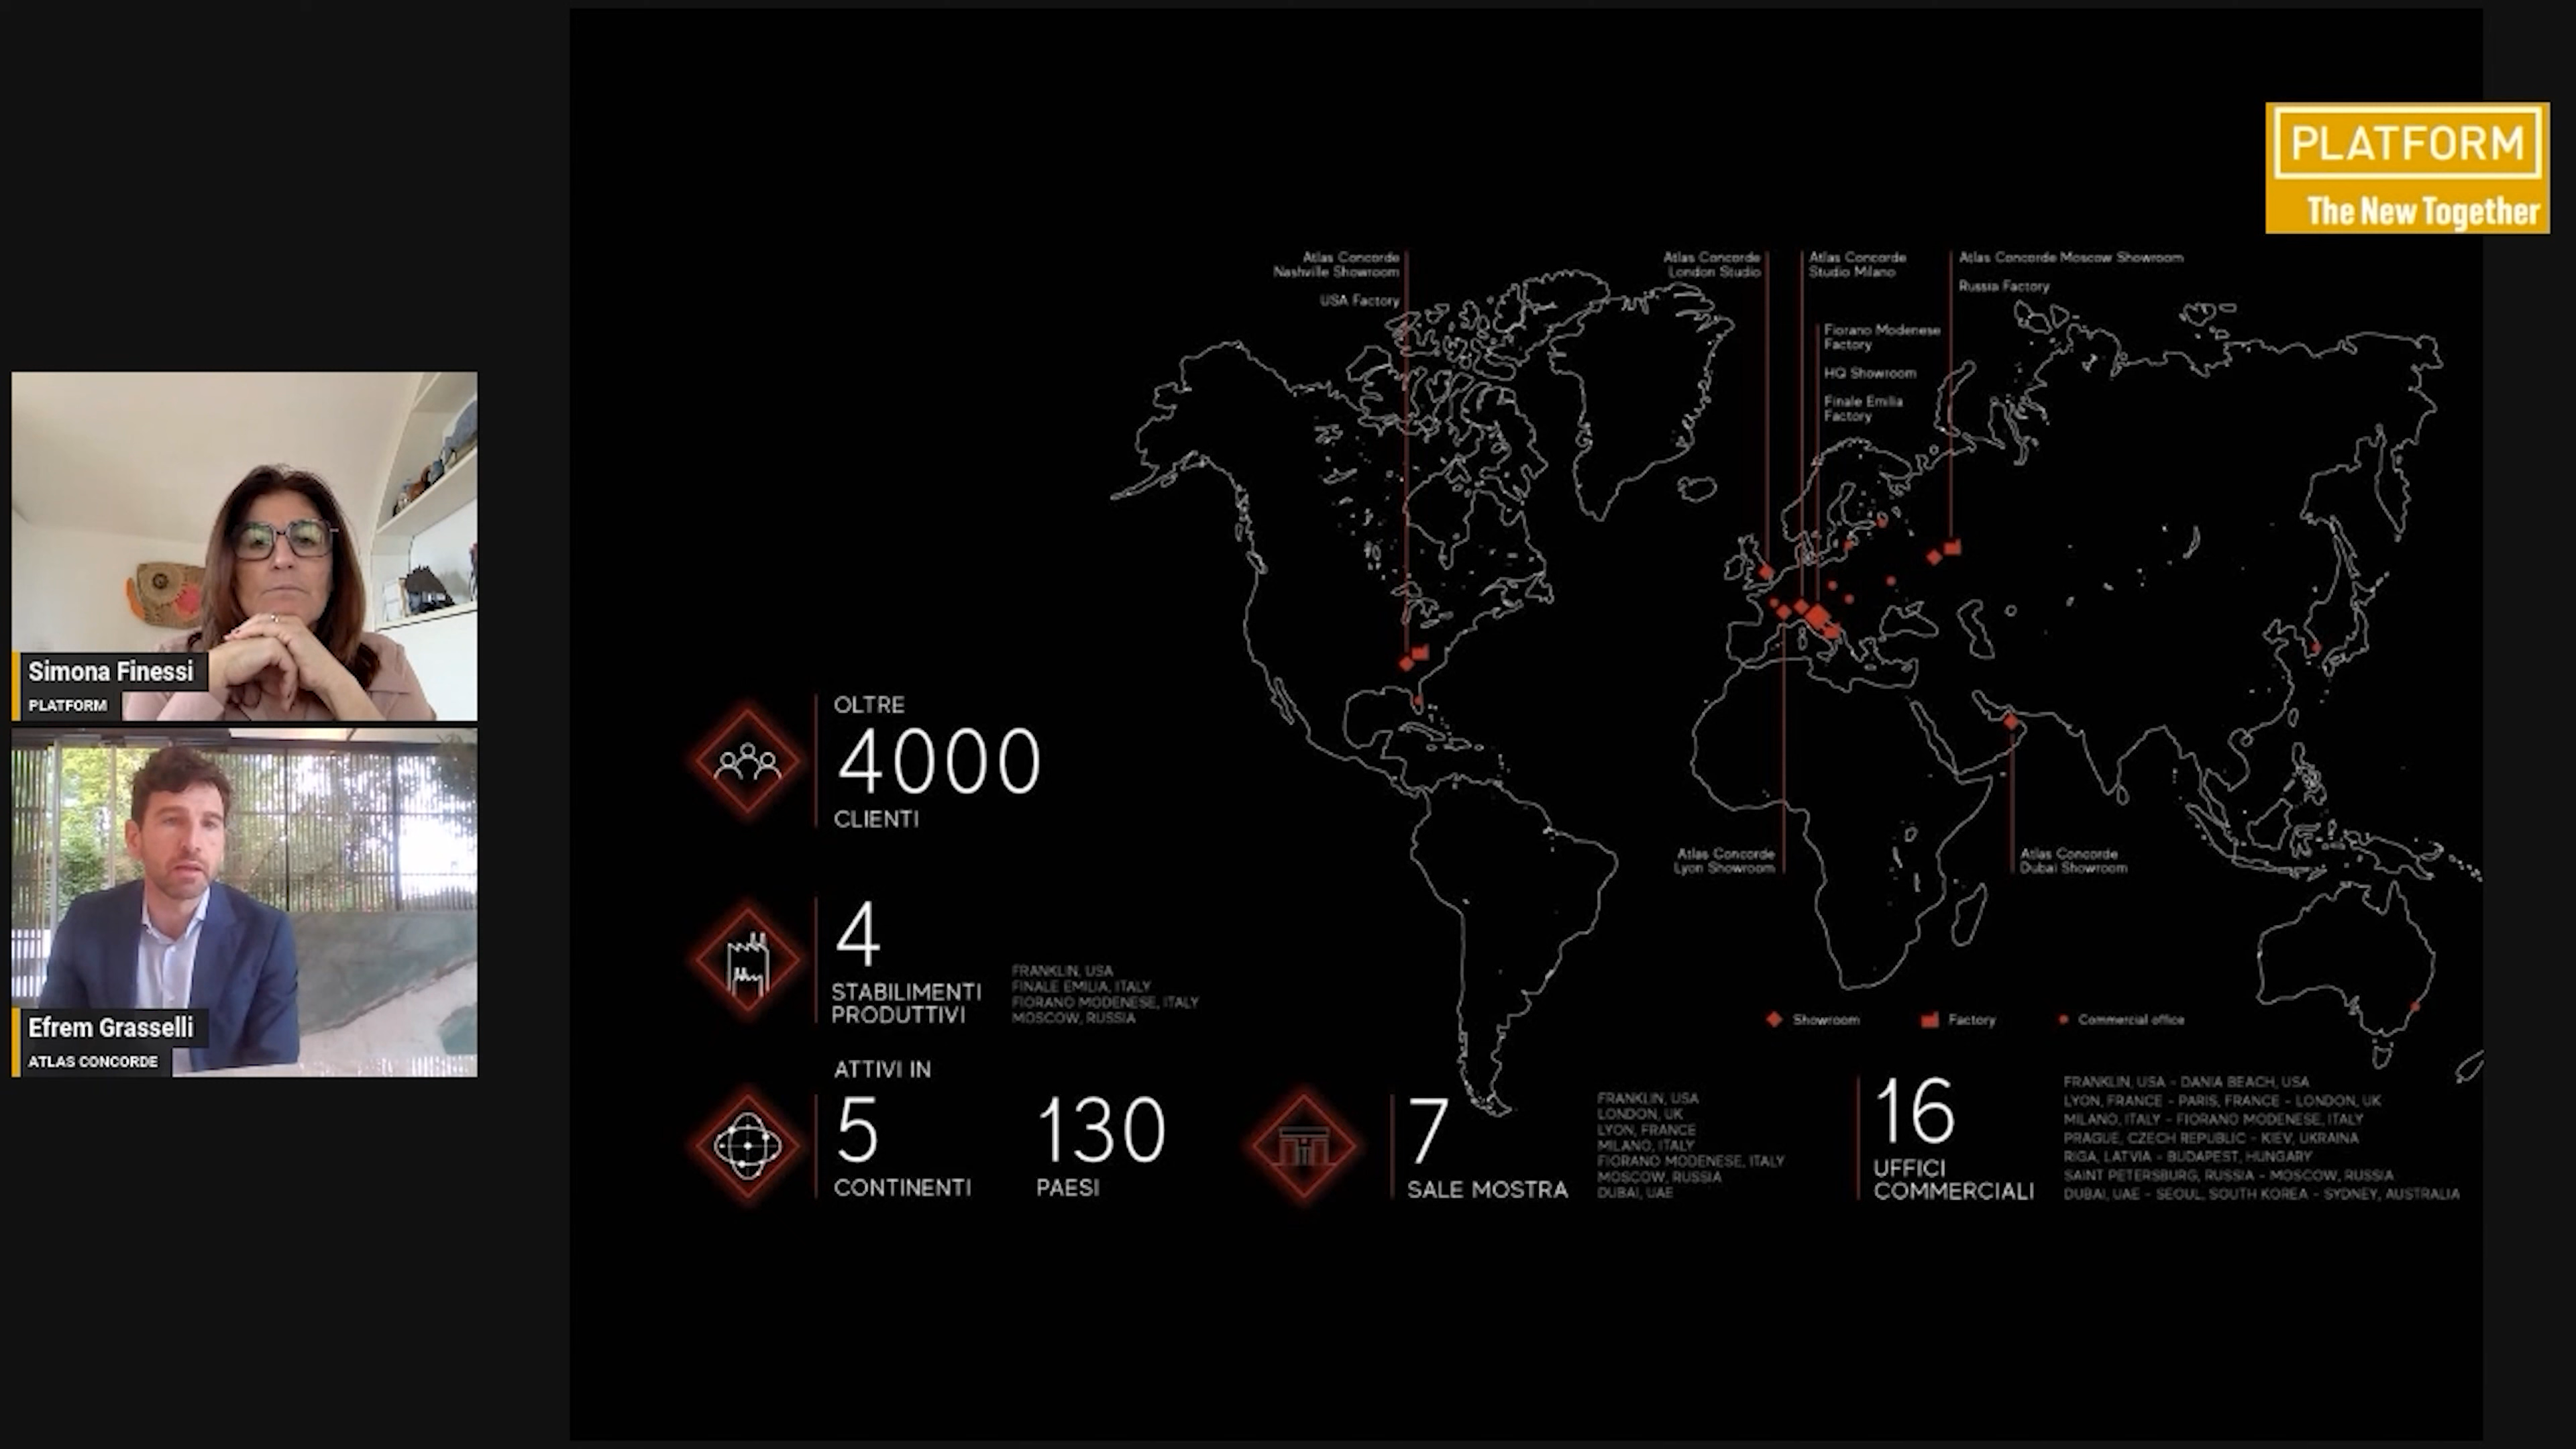 PLATFORM
The New Together
Simona Finessi
PLATFORM
Efrem Grasselli
ATLAS CONCORDE
Atlas Concorde
Nashville Showroom
USA Factory
Atlas Concorde
London Studio
Atlas Concorde
Studio Milano
Atlas Concorde Moscow Showroom
Russia Factory
Fiorano Modenese
Factory
HQ Showroom
Finale Emilia
Factory
Atlas Concorde
Lyon Showroom
Atlas Concorde
Dubai Showroom
Showroom
Factory
Commercial office
OLTRE
4000
CLIENTI
4
STABILIMENTI
PRODUTTIVI
FRANKLIN, USA
FINALE EMILIA, ITALY
FIORANO MODENESE, ITALY
MOSCOW, RUSSIA
ATTIVI IN
5
CONTINENTI
130
PAESI
7
SALE MOSTRA
FRANKLIN, USA
LONDON, UK
LYON, FRANCE
MILANO, ITALY
FIORANO MODENESE, ITALY
MOSCOW, RUSSIA
DUBAI, UAE
16
UFFICI
COMMERCIALI
FRANKLIN, USA - DANIA BEACH, USA
LYON, FRANCE - PARIS, FRANCE - LONDON, UK
MILANO, ITALY - FIORANO MODENESE, ITALY
PRAGUE, CZECH REPUBLIC - KIEV, UKRAINA
RIGA, LATVIA - BUDAPEST, HUNGARY
SAINT PETERSBURG, RUSSIA - MOSCOW, RUSSIA
DUBAI, UAE - SEOUL, SOUTH KOREA - SYDNEY, AUSTRALIA